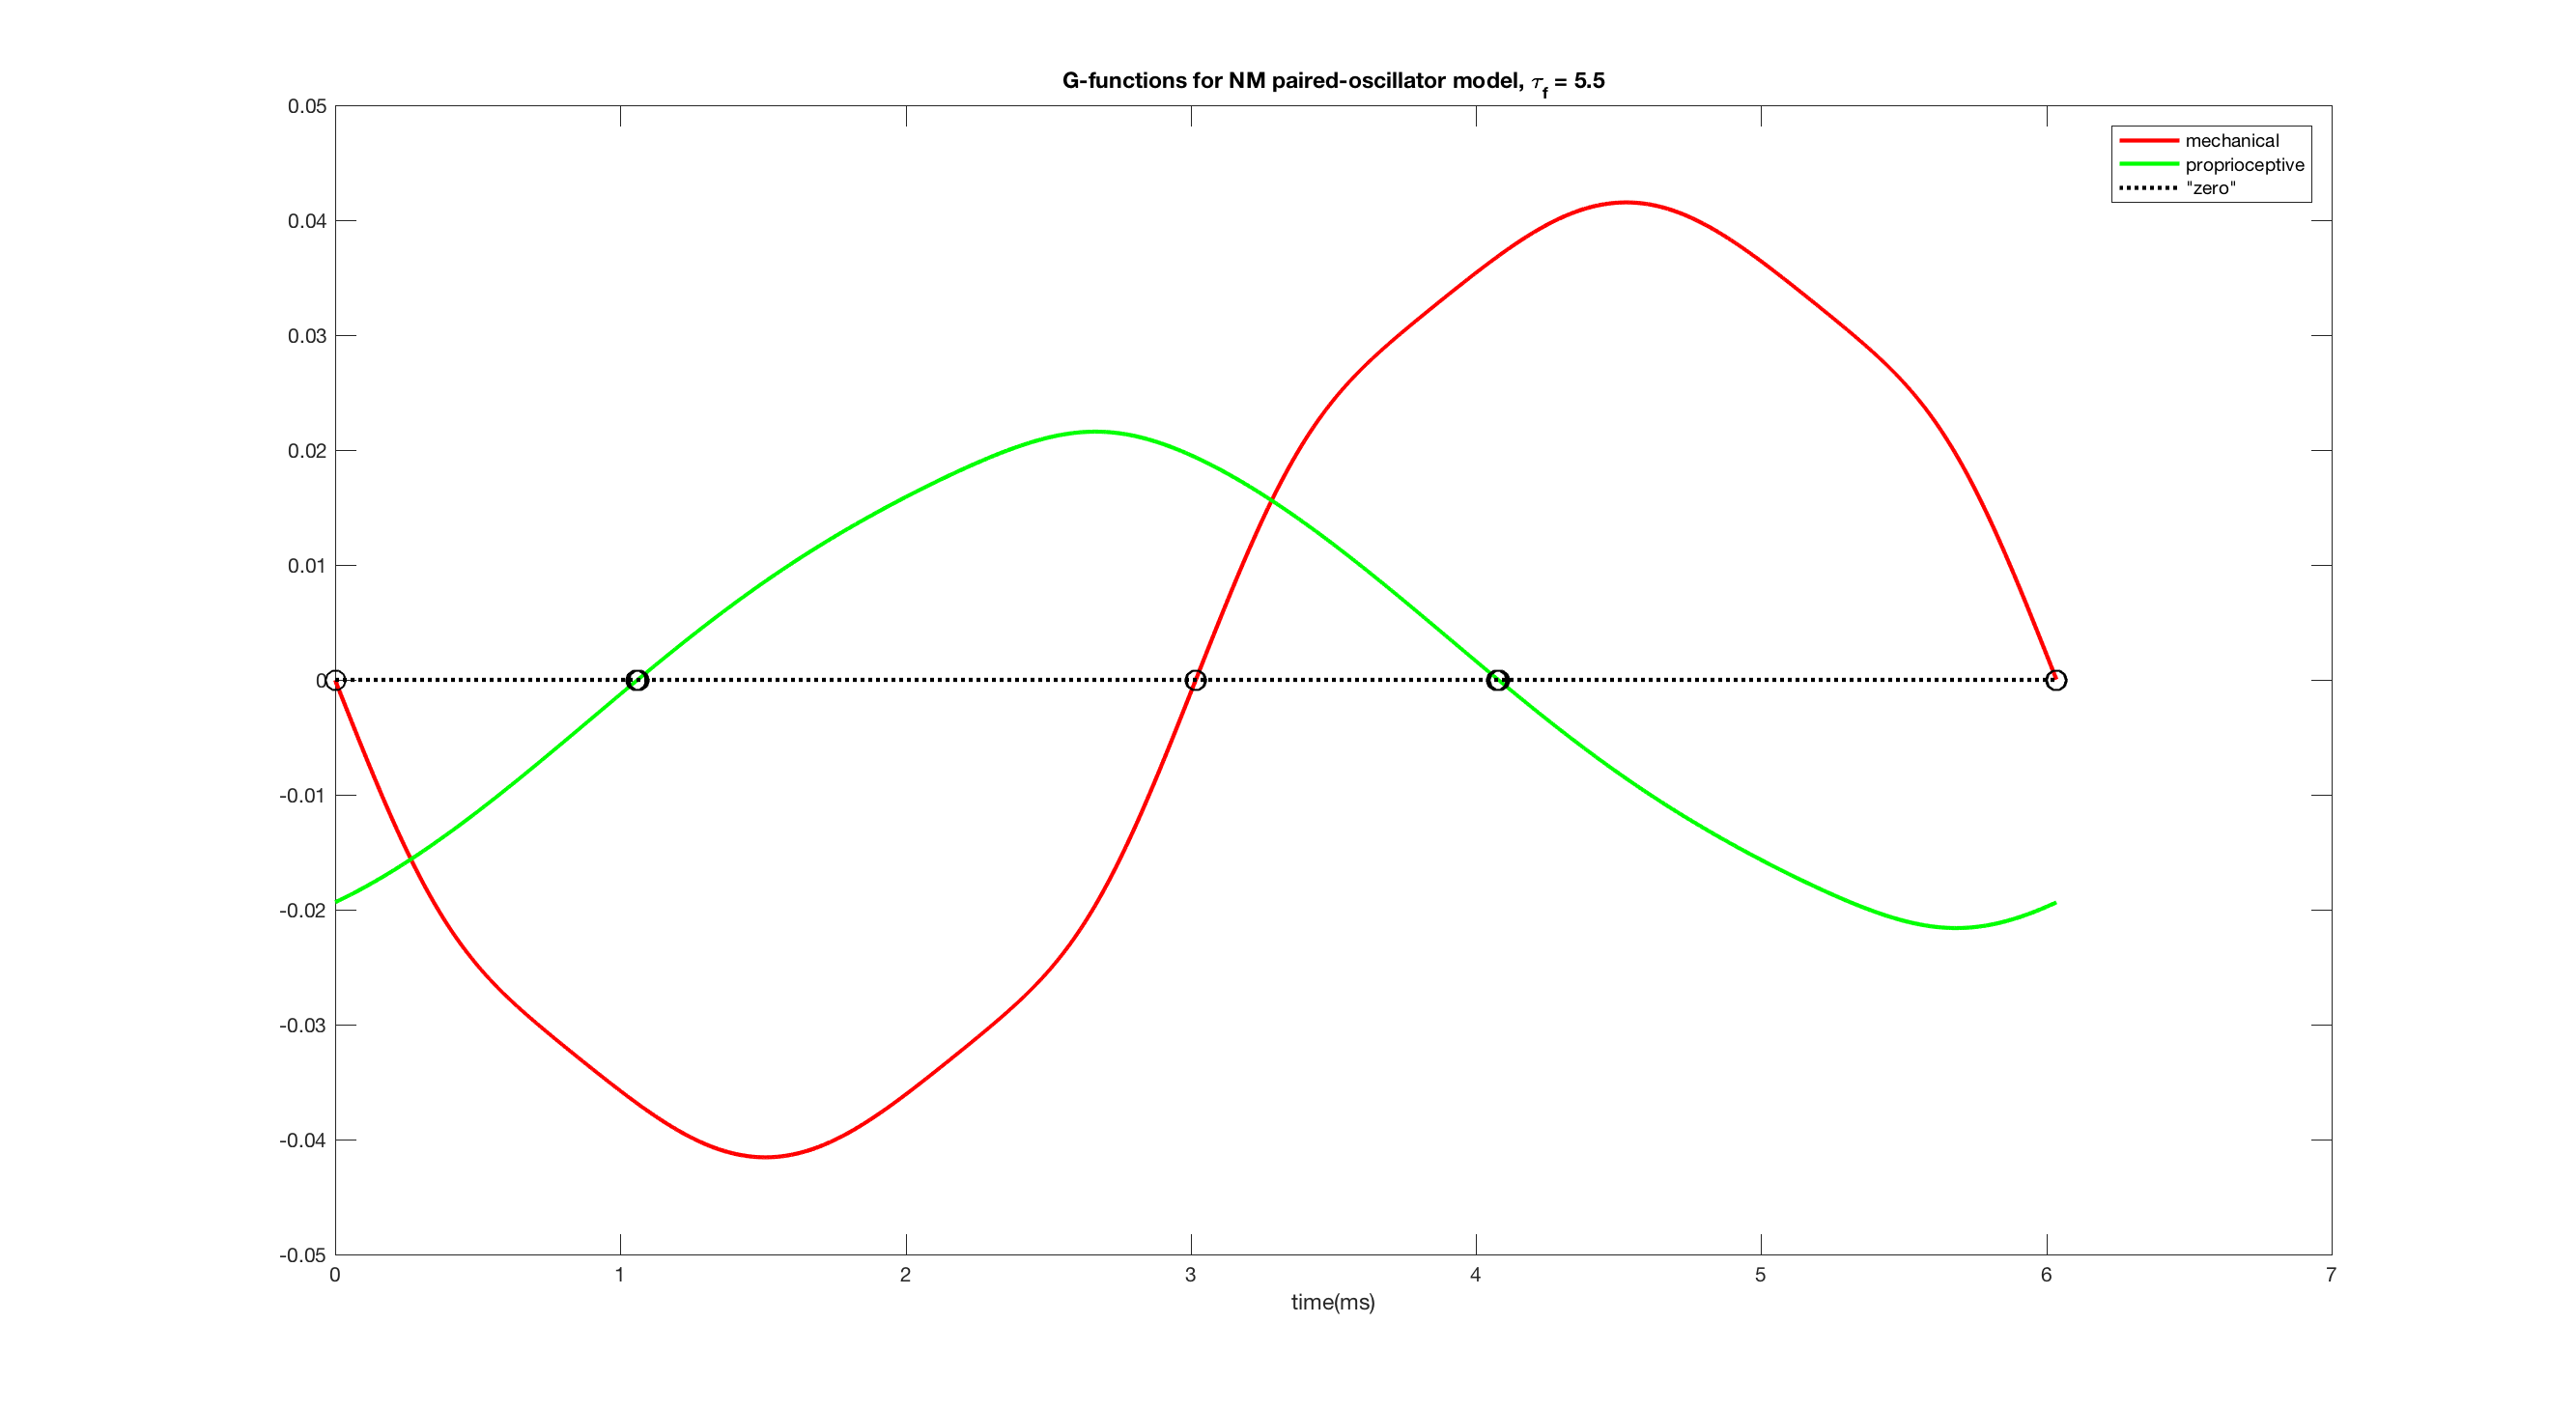 G-functions for NM paired-oscillator model, τf = 5.5
0.05
0.04
0.03
0.02
0.01
0
-0.01
-0.02
-0.03
-0.04
-0.05
mechanical
proprioceptive
"zero"
0 1 2 3 4 5 6 7
time(ms)